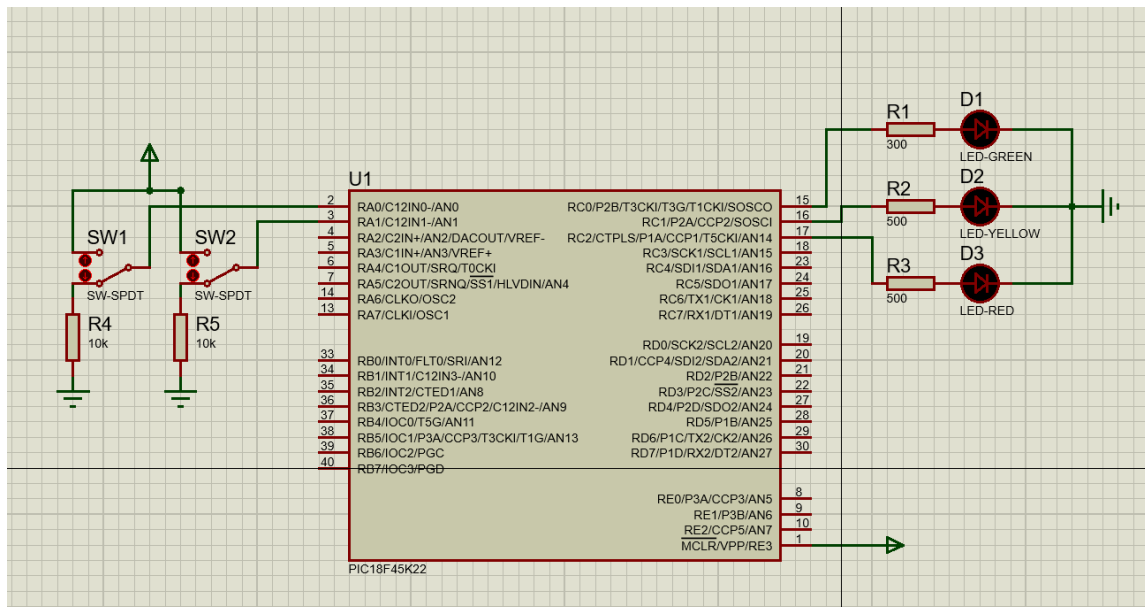 SW1
SW-SPDT
SW2
SW-SPDT
R4
10k
R5
10k
U1
2 RA0/C12IN0-/AN0
3 RA1/C12IN1-/AN1
4 RA2/C2IN+/AN2/DACOUT/VREF-
5 RA3/C1IN+/AN3/VREF+
6 RA4/C1OUT/SRQ/T0CKI
7 RA5/C2OUT/SRNQ/SS1/HLVDIN/AN4
14 RA6/CLKO/OSC2
13 RA7/CLKI/OSC1
33 RB0/INT0/FLT0/SRI/AN12
34 RB1/INT1/C12IN3-/AN10
35 RB2/INT2/CTED1/AN8
36 RB3/CTED2/P2A/CCP2/C12IN2-/AN9
37 RB4/IOC0/T5G/AN11
38 RB5/IOC1/P3A/CCP3/T3CKI/T1G/AN13
39 RB6/IOC2/PGC
40 RB7/IOC3/PGD
RC0/P2B/T3CKI/T3G/T1CKI/SOSCO 15
RC1/P2A/CCP2/SOSCI 16
RC2/CTPLS/P1A/CCP1/T5CKI/AN14 17
RC3/SCK1/SCL1/AN15 18
RC4/SDI1/SDA1/AN16 23
RC5/SDO1/AN17 24
RC6/TX1/CK1/AN18 25
RC7/RX1/DT1/AN19 26
RD0/SCK2/SCL2/AN20 19
RD1/CCP4/SDI2/SDA2/AN21 20
RD2/P2B/AN22 21
RD3/P2C/SS2/AN23 22
RD4/P2D/SDO2/AN24 27
RD5/P1B/AN25 28
RD6/P1C/TX2/CK2/AN26 29
RD7/P1D/RX2/DT2/AN27 30
RE0/P3A/CCP3/AN5 8
RE1/P3B/AN6 9
RE2/CCP5/AN7 10
MCLR/VPP/RE3 1
PIC18F45K22
R1
300
D1
LED-GREEN
R2
500
D2
LED-YELLOW
R3
500
D3
LED-RED